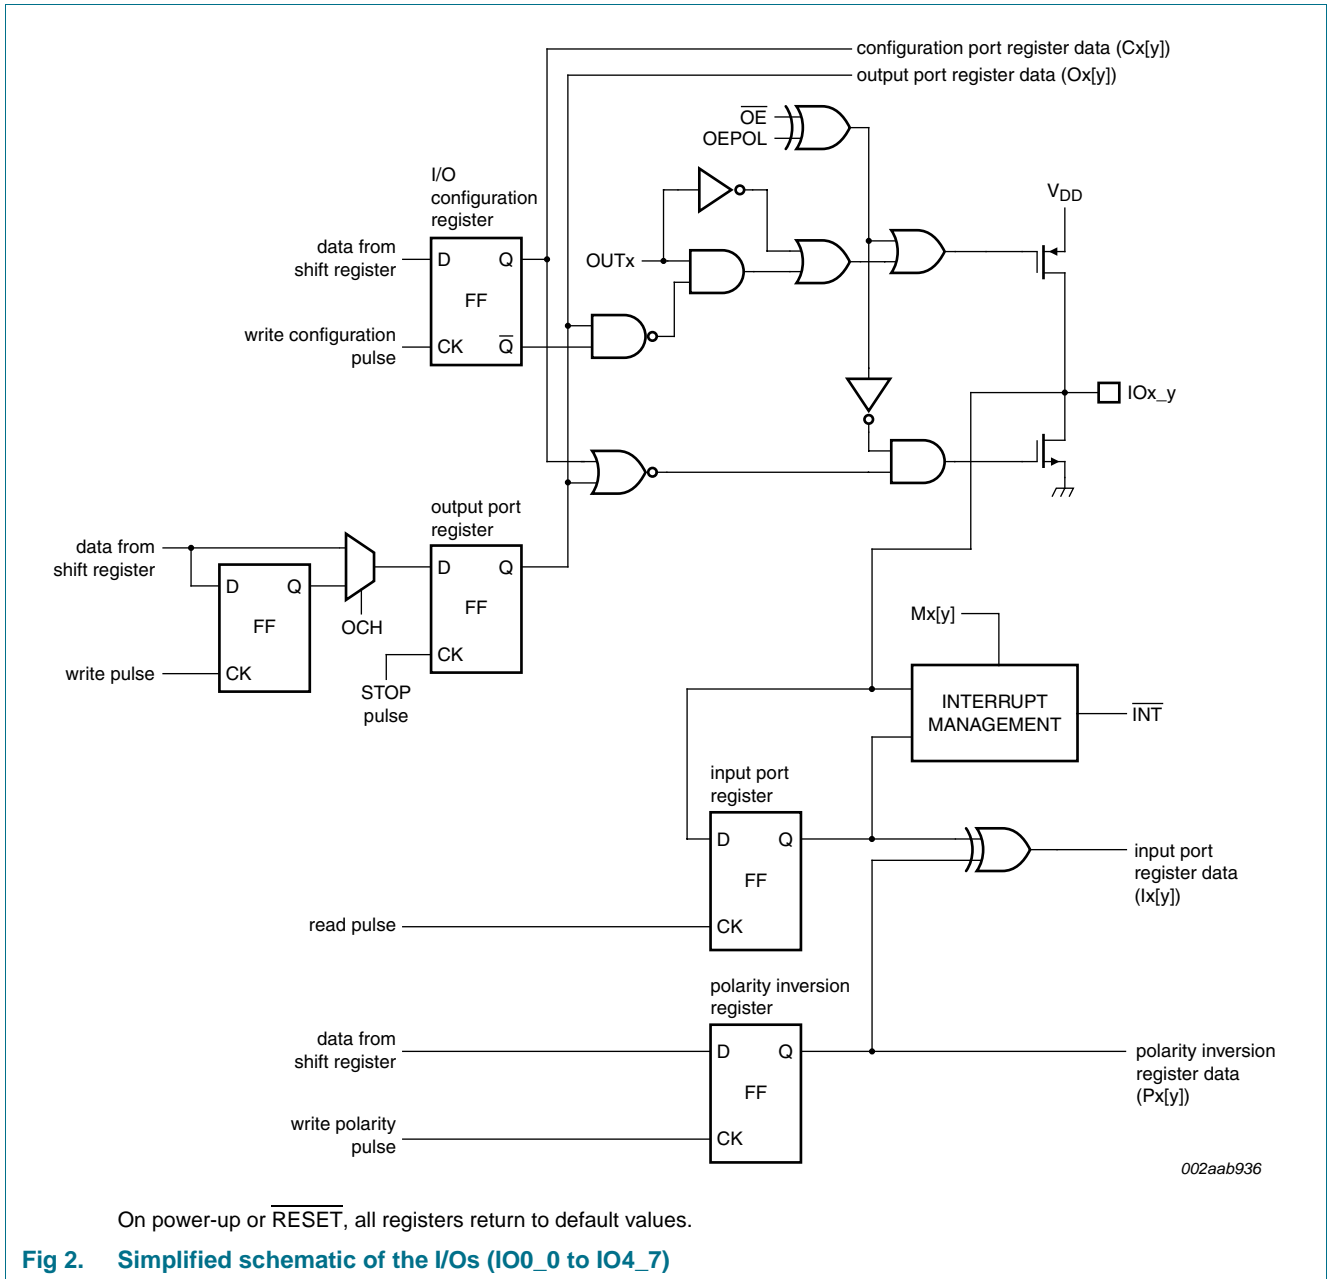 configuration port register data (Cx[y])
output port register data (Ox[y])
OE
OEPOL
I/O
configuration
register
VDD
data from
shift register
D
Q
OUTx
FF
write configuration
pulse
CK
Q
IOx_y
output port
register
data from
shift register
D
Q
FF
CK
OCH
D
Q
FF
CK
write pulse
STOP
pulse
Mx[y]
INTERRUPT
MANAGEMENT
INT
input port
register
D
Q
FF
CK
input port
register data
(Ix[y])
read pulse
polarity inversion
register
data from
shift register
D
Q
FF
CK
polarity inversion
register data
(Px[y])
write polarity
pulse
002aab936
On power-up or RESET, all registers return to default values.
Fig 2. Simplified schematic of the I/Os (IO0_0 to IO4_7)